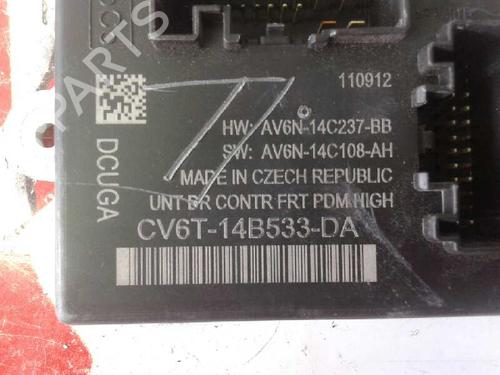 110912
HW: AV6N-14C237-BB
SW: AV6N-14C108-AH
MADE IN CZECH REPUBLIC
UNT DR CONTR FRT PDM HIGH
CV6T-14B533-DA
DCUGA
PARTS